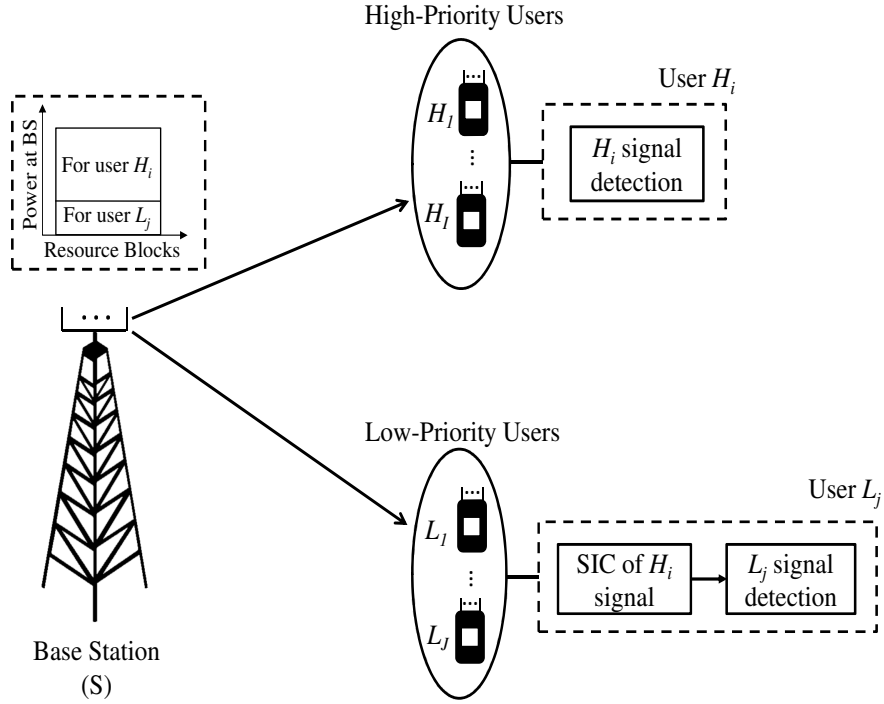 High-Priority Users
User H_i
Power at BS
For user H_i
For user L_j
Resource Blocks
H_1
...
H_I
H_i signal
detection
...
Low-Priority Users
User L_j
L_1
...
L_J
SIC of H_i
signal
L_j signal
detection
Base Station
(S)